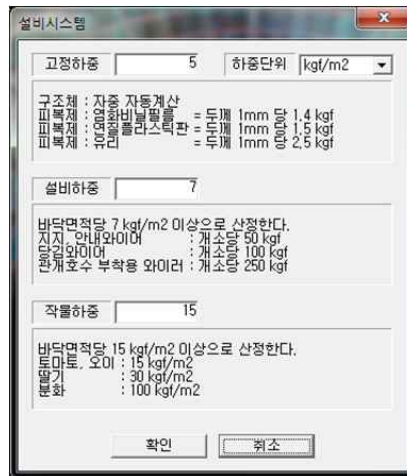 설비시스템
고정하중 5 하중단위 kgf/m2
구조체 : 자중 자동계산
피복제 : 염화비닐필름 = 두께 1mm 당 1.4 kgf
피복제 : 연질플라스틱판 = 두께 1mm 당 1.5 kgf
피복제 : 유리 = 두께 1mm 당 2.5 kgf
설비하중 7
바닥면적당 7 kgf/m2 이상으로 산정한다.
지지, 안내와이어 : 개소당 50 kgf
당김와이어 : 개소당 100 kgf
관개호수 부착용 와이러 : 개소당 250 kgf
작물하중 15
바닥면적당 15 kgf/m2 이상으로 산정한다.
토마토, 오이 : 15 kgf/m2
딸기 : 30 kgf/m2
분화 : 100 kgf/m2
확인 취소